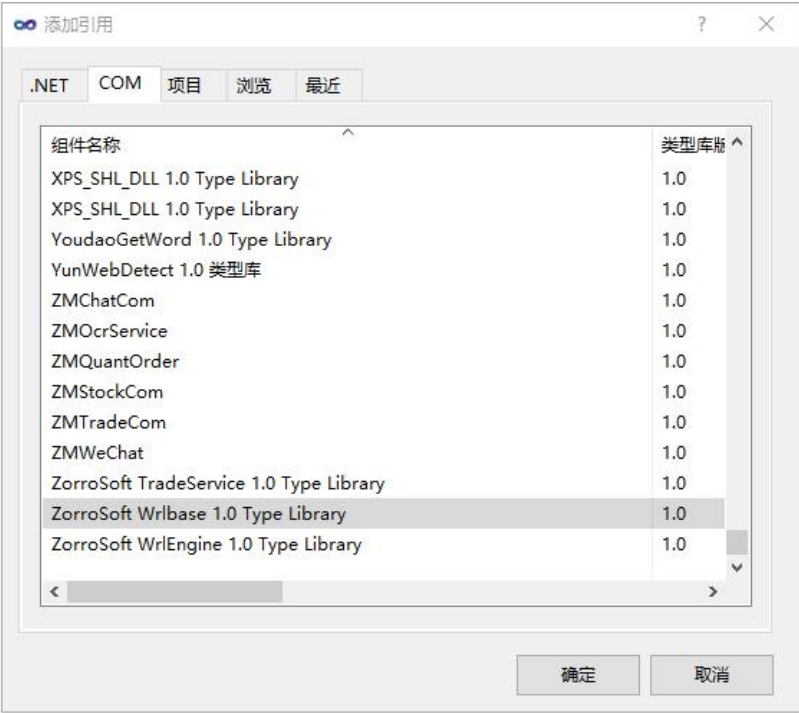 添加引用
.NET COM 项目 浏览 最近
组件名称 类型库版
XPS_SHL_DLL 1.0 Type Library 1.0
XPS_SHL_DLL 1.0 Type Library 1.0
YoudaoGetWord 1.0 Type Library 1.0
YunWebDetect 1.0 类型库 1.0
ZMChatCom 1.0
ZMOcrService 1.0
ZMQuantOrder 1.0
ZMStockCom 1.0
ZMTradeCom 1.0
ZMWeChat 1.0
ZorroSoft TradeService 1.0 Type Library 1.0
ZorroSoft Wrlbase 1.0 Type Library 1.0
ZorroSoft WrlEngine 1.0 Type Library 1.0
确定 取消